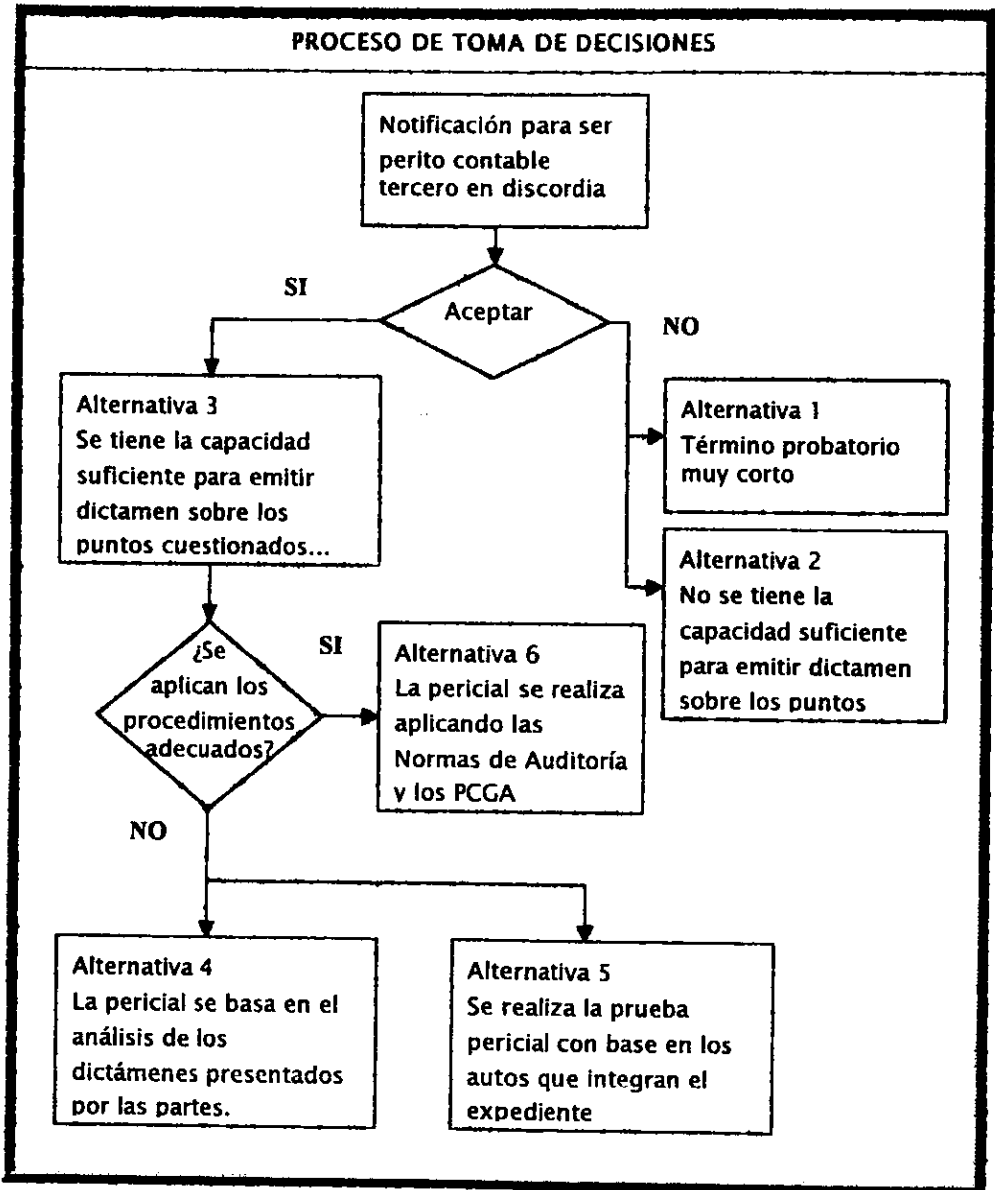 PROCESO DE TOMA DE DECISIONES
Notificación para ser
perito contable
tercero en discordia
SI
Aceptar
NO
Alternativa 3
Se tiene la capacidad
suficiente para emitir
dictamen sobre los
puntos cuestionados...
Alternativa 1
Término probatorio
muy corto
Alternativa 2
No se tiene la
capacidad suficiente
para emitir dictamen
sobre los puntos
¿Se
aplican los
procedimientos
adecuados?
SI
Alternativa 6
La pericial se realiza
aplicando las
Normas de Auditoría
y los PCGA
NO
Alternativa 4
La pericial se basa en el
análisis de los
dictámenes presentados
por las partes.
Alternativa 5
Se realiza la prueba
pericial con base en los
autos que integran el
expediente